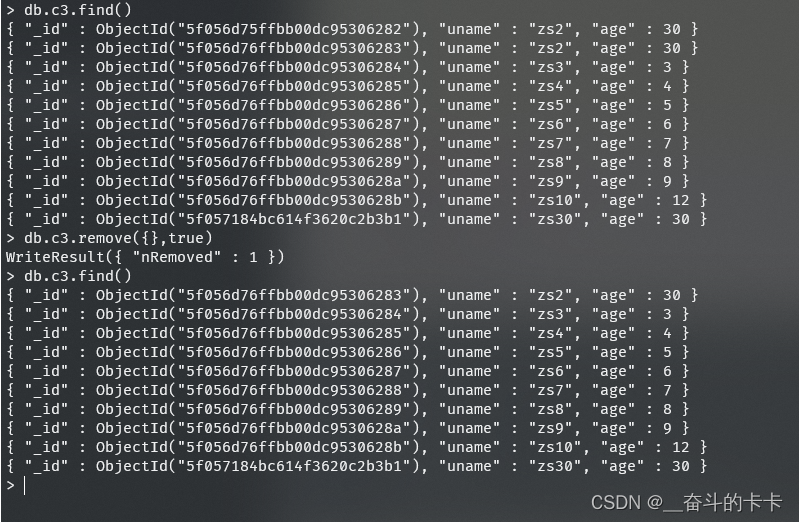 > db.c3.find()
{ "_id" : ObjectId("5f056d75ffbb00dc95306282"), "uname" : "zs2", "age" : 30 }
{ "_id" : ObjectId("5f056d76ffbb00dc95306283"), "uname" : "zs2", "age" : 30 }
{ "_id" : ObjectId("5f056d76ffbb00dc95306284"), "uname" : "zs3", "age" : 3 }
{ "_id" : ObjectId("5f056d76ffbb00dc95306285"), "uname" : "zs4", "age" : 4 }
{ "_id" : ObjectId("5f056d76ffbb00dc95306286"), "uname" : "zs5", "age" : 5 }
{ "_id" : ObjectId("5f056d76ffbb00dc95306287"), "uname" : "zs6", "age" : 6 }
{ "_id" : ObjectId("5f056d76ffbb00dc95306288"), "uname" : "zs7", "age" : 7 }
{ "_id" : ObjectId("5f056d76ffbb00dc95306289"), "uname" : "zs8", "age" : 8 }
{ "_id" : ObjectId("5f056d76ffbb00dc9530628a"), "uname" : "zs9", "age" : 9 }
{ "_id" : ObjectId("5f056d76ffbb00dc9530628b"), "uname" : "zs10", "age" : 12 }
{ "_id" : ObjectId("5f057184bc614f3620c2b3b1"), "uname" : "zs30", "age" : 30 }
> db.c3.remove({},true)
WriteResult({ "nRemoved" : 1 })
> db.c3.find()
{ "_id" : ObjectId("5f056d76ffbb00dc95306283"), "uname" : "zs2", "age" : 30 }
{ "_id" : ObjectId("5f056d76ffbb00dc95306284"), "uname" : "zs3", "age" : 3 }
{ "_id" : ObjectId("5f056d76ffbb00dc95306285"), "uname" : "zs4", "age" : 4 }
{ "_id" : ObjectId("5f056d76ffbb00dc95306286"), "uname" : "zs5", "age" : 5 }
{ "_id" : ObjectId("5f056d76ffbb00dc95306287"), "uname" : "zs6", "age" : 6 }
{ "_id" : ObjectId("5f056d76ffbb00dc95306288"), "uname" : "zs7", "age" : 7 }
{ "_id" : ObjectId("5f056d76ffbb00dc95306289"), "uname" : "zs8", "age" : 8 }
{ "_id" : ObjectId("5f056d76ffbb00dc9530628a"), "uname" : "zs9", "age" : 9 }
{ "_id" : ObjectId("5f056d76ffbb00dc9530628b"), "uname" : "zs10", "age" : 12 }
{ "_id" : ObjectId("5f057184bc614f3620c2b3b1"), "uname" : "zs30", "age" : 30 }
>
CSDN @__奋斗的卡卡